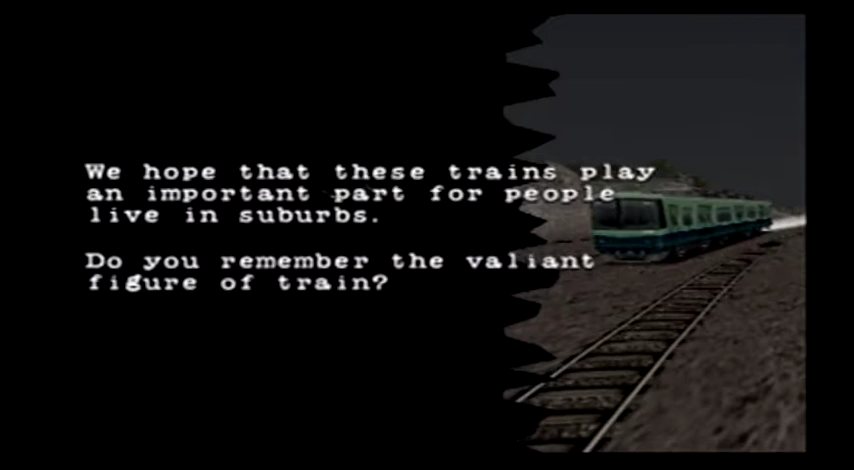 We hope that these trains play
an important part for people
live in suburbs.
Do you remember the valiant
figure of train?